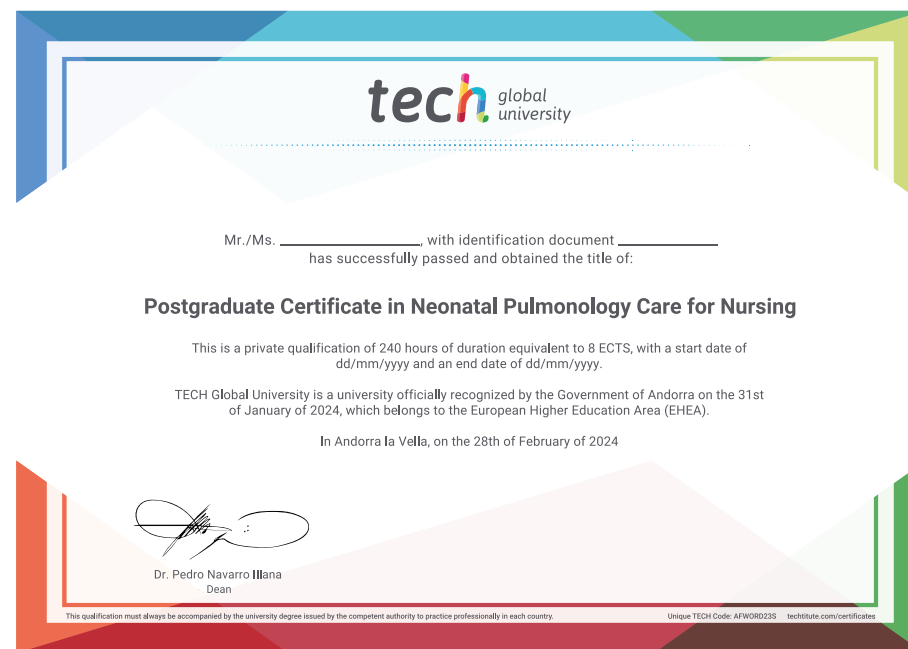 tech global
university
Mr./Ms. ____________, with identification document ____________
has successfully passed and obtained the title of:
Postgraduate Certificate in Neonatal Pulmonology Care for Nursing
This is a private qualification of 240 hours of duration equivalent to 8 ECTS, with a start date of
dd/mm/yyyy and an end date of dd/mm/yyyy.
TECH Global University is a university officially recognized by the Government of Andorra on the 31st
of January of 2024, which belongs to the European Higher Education Area (EHEA).
In Andorra la Vella, on the 28th of February of 2024
Dr. Pedro Navarro Illana
Dean
This qualification must always be accompanied by the university degree issued by the competent authority to practice professionally in each country.
Unique TECH Code: AFWORD23S techtitute.com/certificates